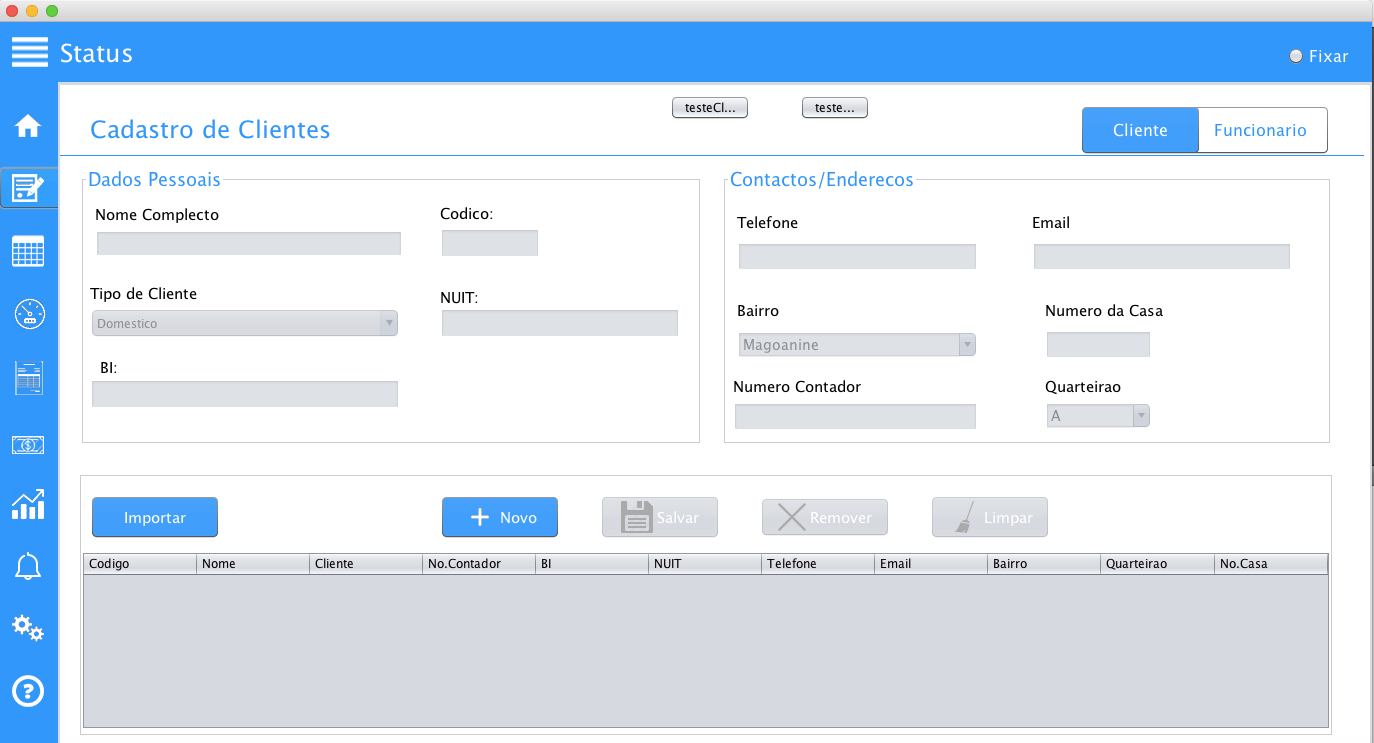 Status
Fixar
testeCl...
teste...
Cadastro de Clientes
Cliente
Funcionario
Dados Pessoais
Nome Complecto
Codico:
Tipo de Cliente
Domestico
NUIT:
BI:
Contactos/Enderecos
Telefone
Email
Bairro
Magoanine
Numero da Casa
Numero Contador
Quarteirao
A
Importar
Novo
Salvar
Remover
Limpar
Codigo Nome Cliente No.Contador BI NUIT Telefone Email Bairro Quarteirao No.Casa